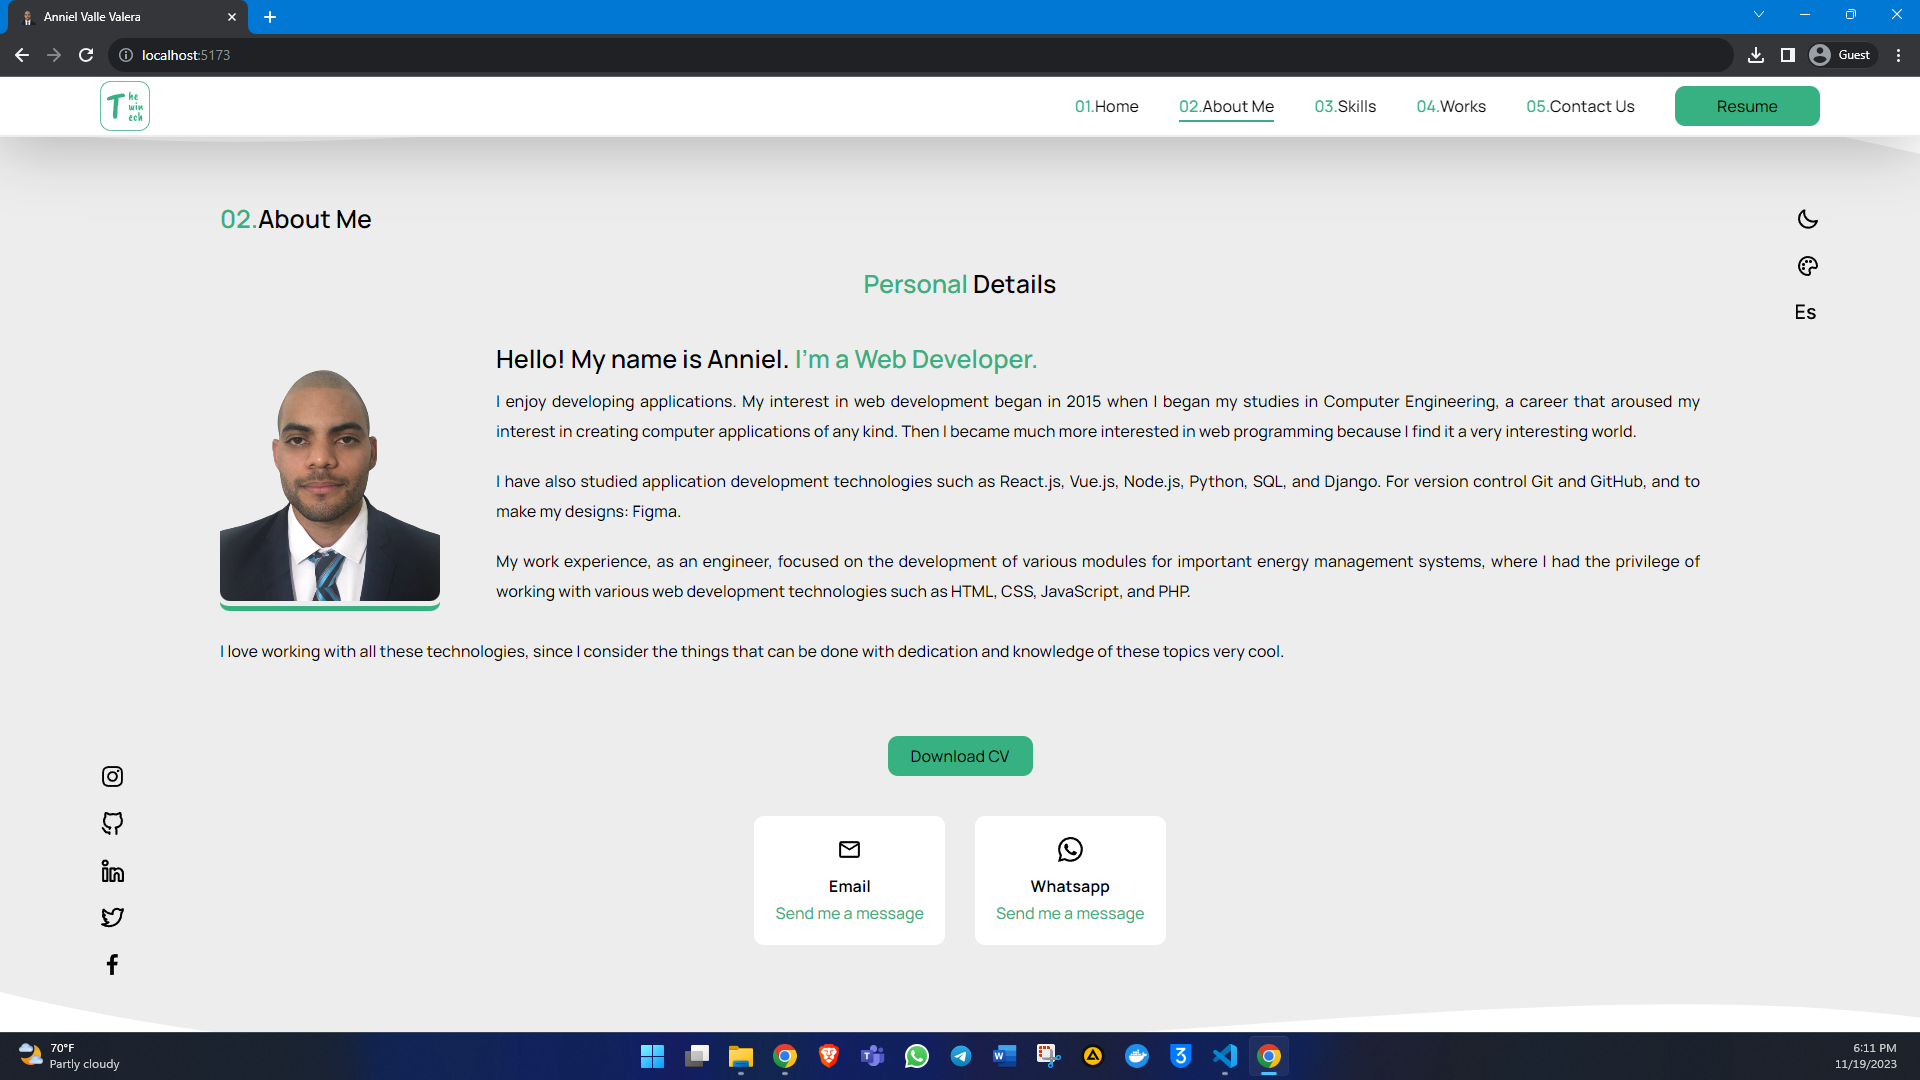 Anniel Valle Valera
localhost:5173
Guest
The
win
ech
01.Home
02.About Me
03.Skills
04.Works
05.Contact Us
Resume
02.About Me
Personal Details
Es
Hello! My name is Anniel. I'm a Web Developer.
I enjoy developing applications. My interest in web development began in 2015 when I began my studies in Computer Engineering, a career that aroused my
interest in creating computer applications of any kind. Then I became much more interested in web programming because I find it a very interesting world.
I have also studied application development technologies such as React.js, Vue.js, Node.js, Python, SQL, and Django. For version control Git and GitHub, and to
make my designs: Figma.
My work experience, as an engineer, focused on the development of various modules for important energy management systems, where I had the privilege of
working with various web development technologies such as HTML, CSS, JavaScript, and PHP.
I love working with all these technologies, since I consider the things that can be done with dedication and knowledge of these topics very cool.
Download CV
Email
Send me a message
Whatsapp
Send me a message
70°F
Partly cloudy
6:11 PM
11/19/2023